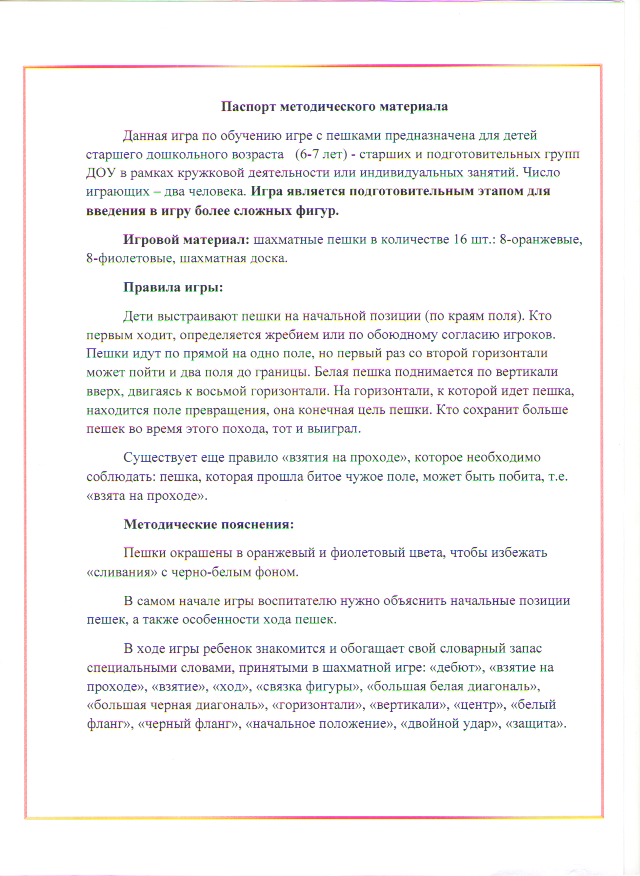 Паспорт методического материала
Данная игра по обучению игре с пешками предназначена для детей
старшего дошкольного возраста (6-7 лет) - старших и подготовительных групп
ДОУ в рамках кружковой деятельности или индивидуальных занятий. Число
играющих – два человека. Игра является подготовительным этапом для
введения в игру более сложных фигур.
Игровой материал: шахматные пешки в количестве 16 шт.: 8-оранжевые,
8-фиолетовые, шахматная доска.
Правила игры:
Дети выстраивают пешки на начальной позиции (по краям поля). Кто
первым ходит, определяется жребием или по обоюдному согласию игроков.
Пешки идут по прямой на одно поле, но первый раз со второй горизонтали
может пойти и два поля до границы. Белая пешка поднимается по вертикали
вверх, двигаясь к восьмой горизонтали. На горизонтали, к которой идет пешка,
находится поле превращения, она конечная цель пешки. Кто сохранит больше
пешек во время этого похода, тот и выиграл.
Существует еще правило «взятия на проходе», которое необходимо
соблюдать: пешка, которая прошла битое чужое поле, может быть побита, т.е.
«взята на проходе».
Методические пояснения:
Пешки окрашены в оранжевый и фиолетовый цвета, чтобы избежать
«сливания» с черно-белым фоном.
В самом начале игры воспитателю нужно объяснить начальные позиции
пешек, а также особенности хода пешек.
В ходе игры ребенок знакомится и обогащает свой словарный запас
специальными словами, принятыми в шахматной игре: «дебют», «взятие на
проходе», «взятие», «ход», «связка фигуры», «большая белая диагональ»,
«большая черная диагональ», «горизонтали», «вертикали», «центр», «белый
фланг», «черный фланг», «начальное положение», «двойной удар», «защита».